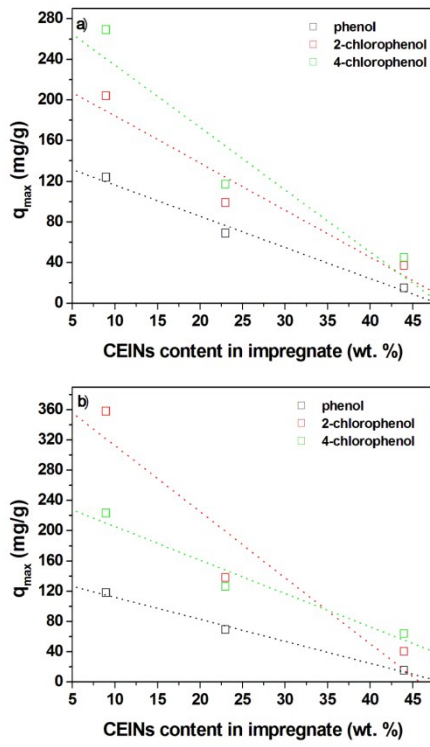 a)
phenol
2-chlorophenol
4-chlorophenol
280
240
200
160
120
80
40
0
qmax (mg/g)
5 10 15 20 25 30 35 40 45
CEINs content in impregnate (wt. %)
b)
phenol
2-chlorophenol
4-chlorophenol
360
320
280
240
200
160
120
80
40
0
qmax (mg/g)
5 10 15 20 25 30 35 40 45
CEINs content in impregnate (wt. %)